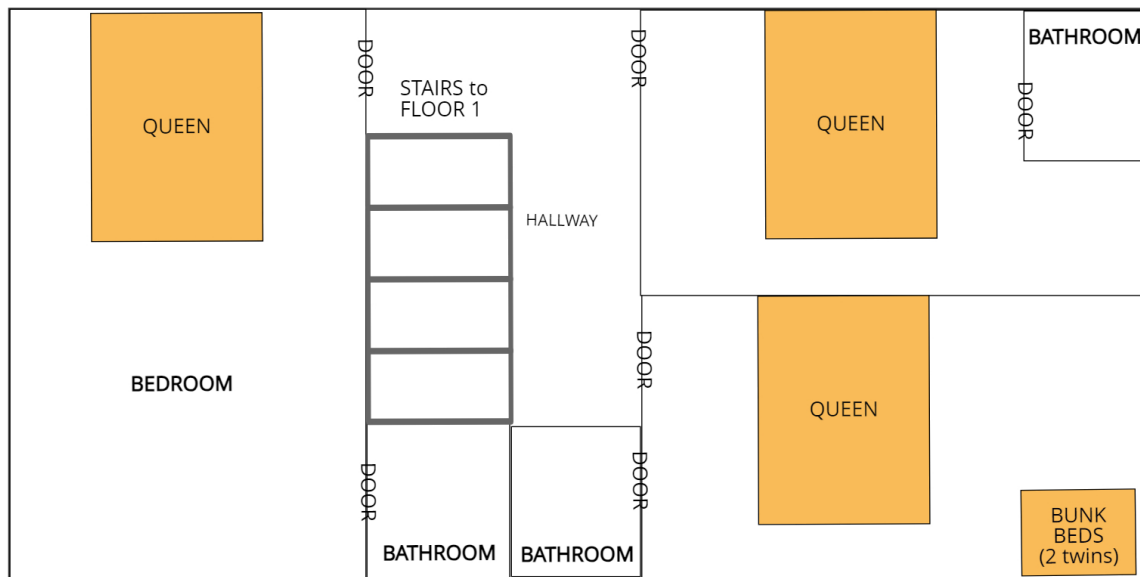 QUEEN
DOOR
STAIRS to
FLOOR 1
DOOR
QUEEN
BATHROOM
DOOR
HALLWAY
BEDROOM
DOOR
QUEEN
DOOR
BATHROOM
BATHROOM
DOOR
BUNK
BEDS
(2 twins)